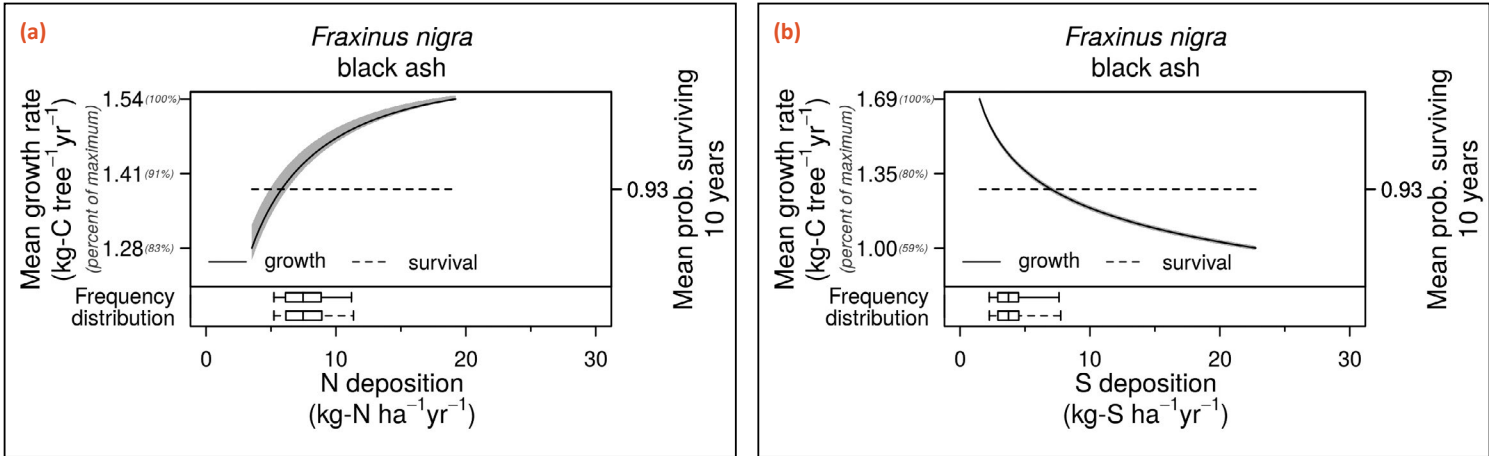 (a)
Fraxinus nigra
black ash
Mean growth rate
(kg-C tree⁻¹yr⁻¹)
(percent of maximum)
1.54 (100%)
1.41 (91%)
1.28 (83%)
growth
survival
0.93
Mean prob. surviving
10 years
Frequency
distribution
0 10 20 30
N deposition
(kg-N ha⁻¹yr⁻¹)
(b)
Fraxinus nigra
black ash
Mean growth rate
(kg-C tree⁻¹yr⁻¹)
(percent of maximum)
1.69 (100%)
1.35 (80%)
1.00 (59%)
growth
survival
0.93
Mean prob. surviving
10 years
Frequency
distribution
0 10 20 30
S deposition
(kg-S ha⁻¹yr⁻¹)